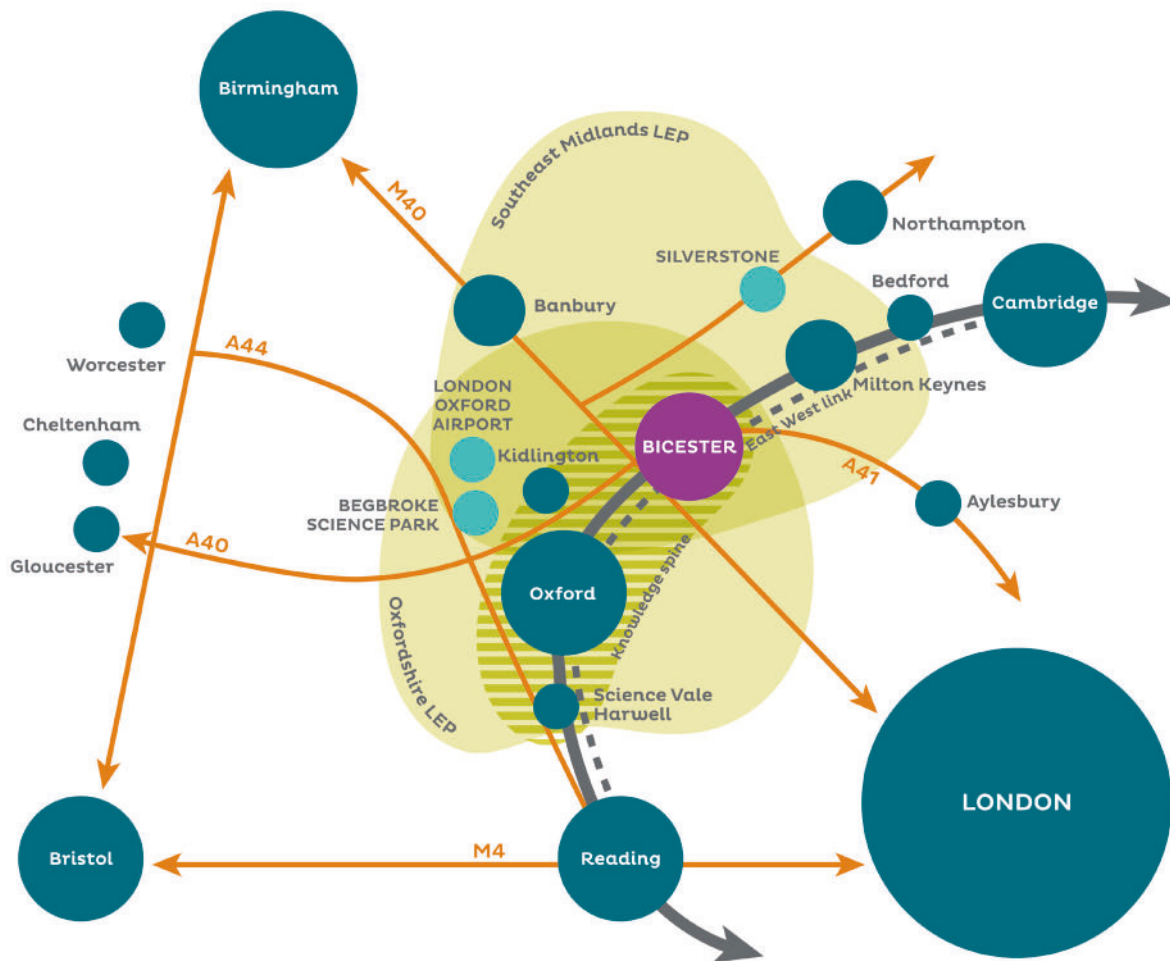 Birmingham
Southeast Midlands LEP
M40
Northampton
SILVERSTONE
Bedford
Cambridge
Banbury
Worcester
A44
Milton Keynes
LONDON
OXFORD
AIRPORT
East West link
BICESTER
Cheltenham
Kidlington
A41
BEGBROKE
SCIENCE PARK
Aylesbury
A40
Gloucester
Oxford
Knowledge spine
Oxfordshire LEP
Science Vale
Harwell
LONDON
M4
Bristol
Reading